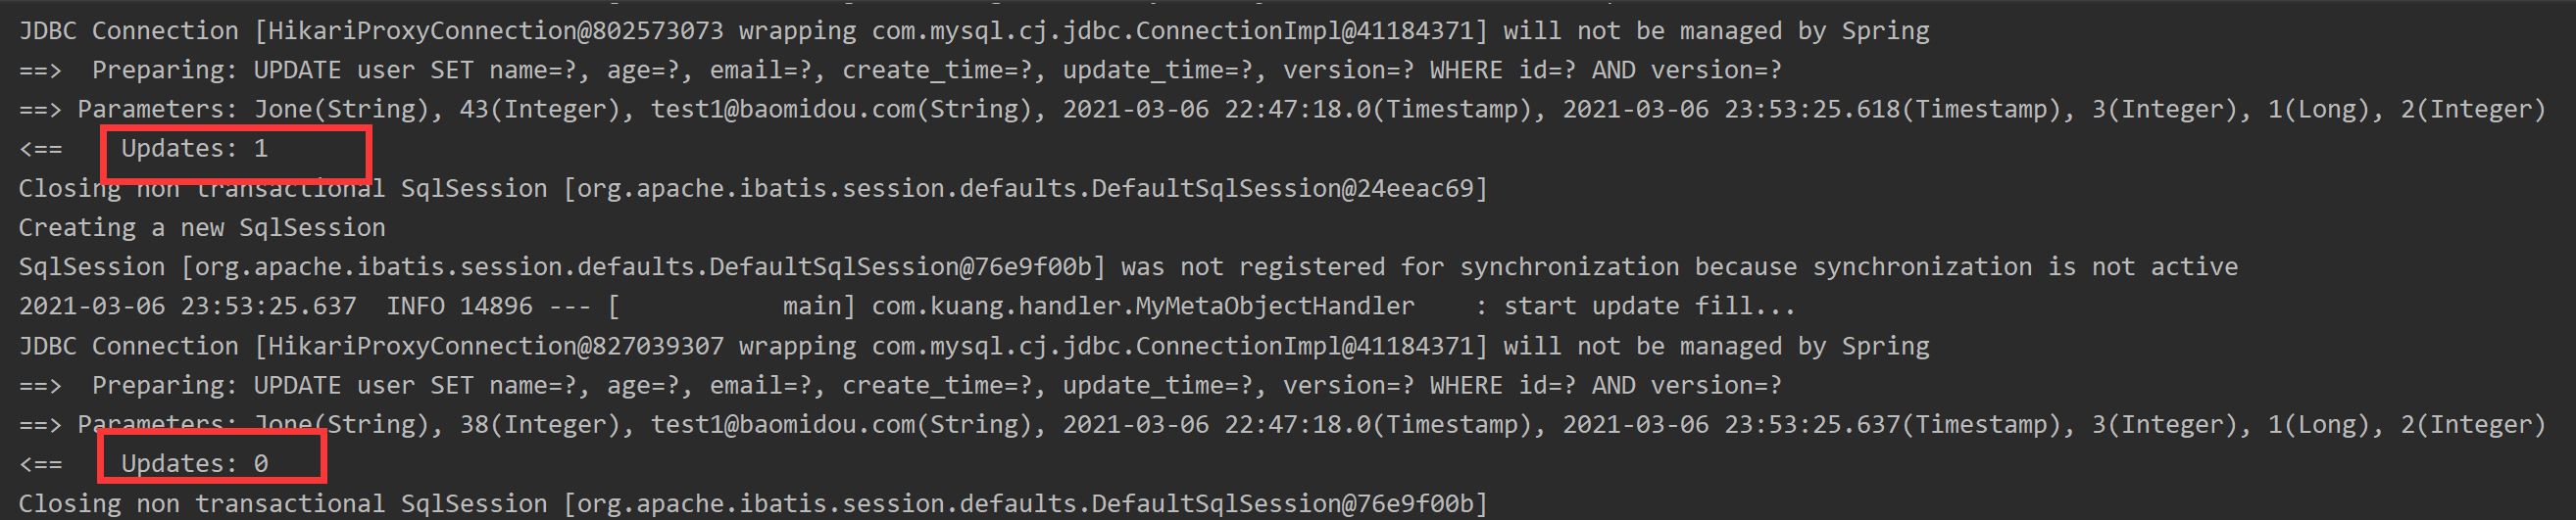 JDBC Connection [HikariProxyConnection@802573073 wrapping com.mysql.cj.jdbc.ConnectionImpl@41184371] will not be managed by Spring
==>  Preparing: UPDATE user SET name=?, age=?, email=?, create_time=?, update_time=?, version=? WHERE id=? AND version=?
==> Parameters: Jone(String), 43(Integer), test1@baomidou.com(String), 2021-03-06 22:47:18.0(Timestamp), 2021-03-06 23:53:25.618(Timestamp), 3(Integer), 1(Long), 2(Integer)
<==    Updates: 1
Closing non transactional SqlSession [org.apache.ibatis.session.defaults.DefaultSqlSession@24eeac69]
Creating a new SqlSession
SqlSession [org.apache.ibatis.session.defaults.DefaultSqlSession@76e9f00b] was not registered for synchronization because synchronization is not active
2021-03-06 23:53:25.637  INFO 14896 --- [           main] com.kuang.handler.MyMetaObjectHandler    : start update fill...
JDBC Connection [HikariProxyConnection@827039307 wrapping com.mysql.cj.jdbc.ConnectionImpl@41184371] will not be managed by Spring
==>  Preparing: UPDATE user SET name=?, age=?, email=?, create_time=?, update_time=?, version=? WHERE id=? AND version=?
==> Parameters: Jone(String), 38(Integer), test1@baomidou.com(String), 2021-03-06 22:47:18.0(Timestamp), 2021-03-06 23:53:25.637(Timestamp), 3(Integer), 1(Long), 2(Integer)
<==    Updates: 0
Closing non transactional SqlSession [org.apache.ibatis.session.defaults.DefaultSqlSession@76e9f00b]